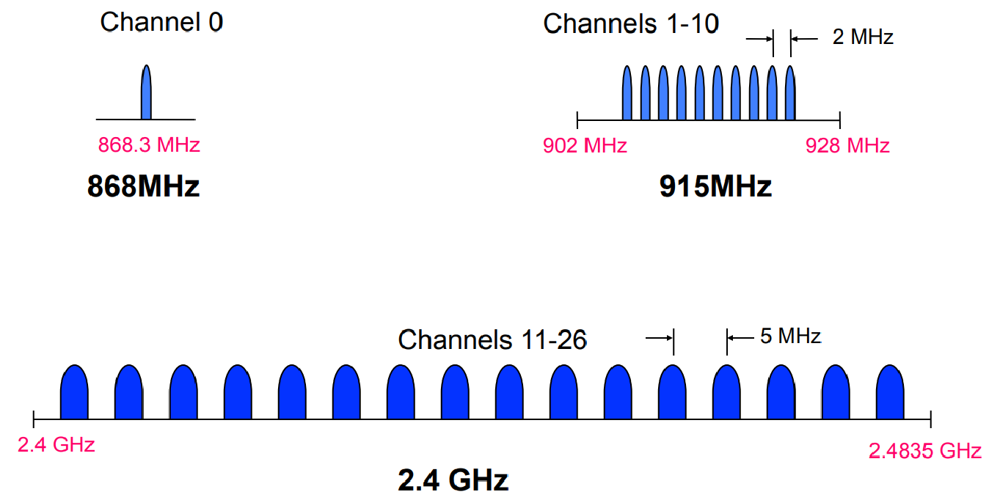 Channel 0
868.3 MHz
868MHz
Channels 1-10
2 MHz
902 MHz
928 MHz
915MHz
Channels 11-26
5 MHz
2.4 GHz
2.4835 GHz
2.4 GHz